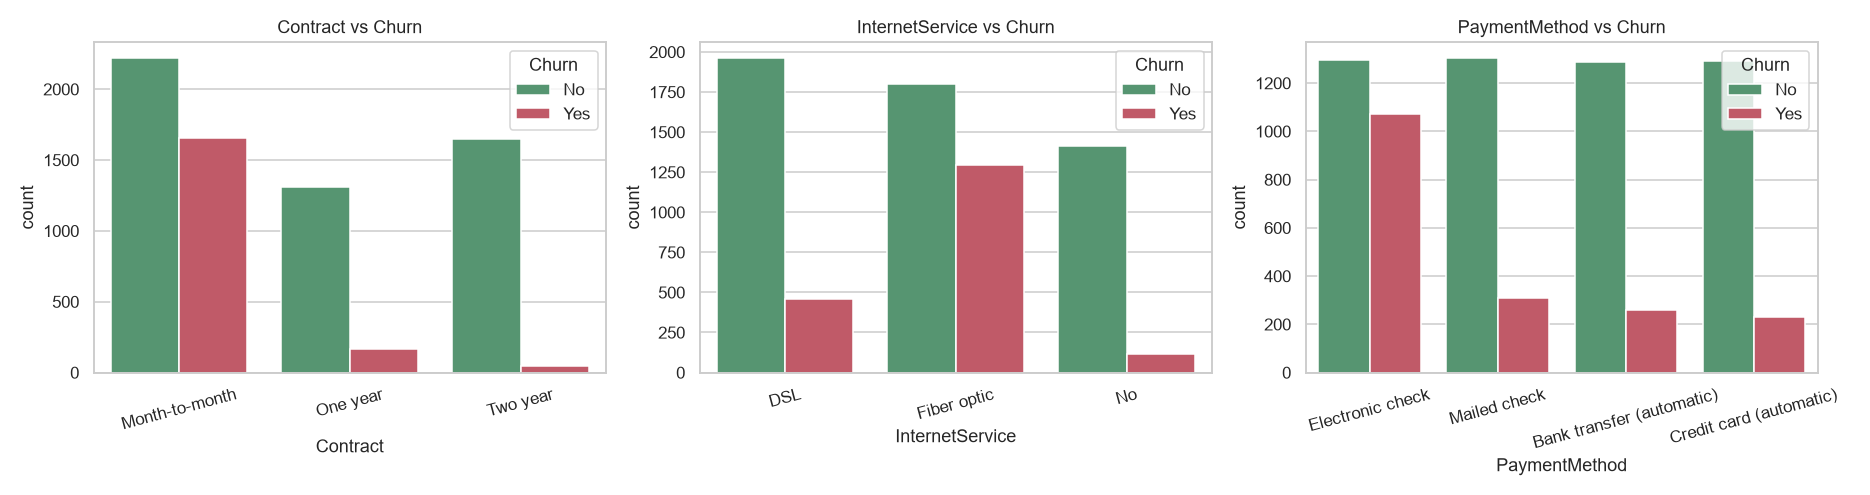 Contract vs Churn
2000
1500
1000
500
0
count
Churn
No
Yes
Month-to-month
One year
Two year
Contract
InternetService vs Churn
2000
1750
1500
1250
1000
750
500
250
0
count
Churn
No
Yes
DSL
Fiber optic
No
InternetService
PaymentMethod vs Churn
1200
1000
800
600
400
200
0
count
Churn
No
Yes
Electronic check
Mailed check
Bank transfer (automatic)
Credit card (automatic)
PaymentMethod